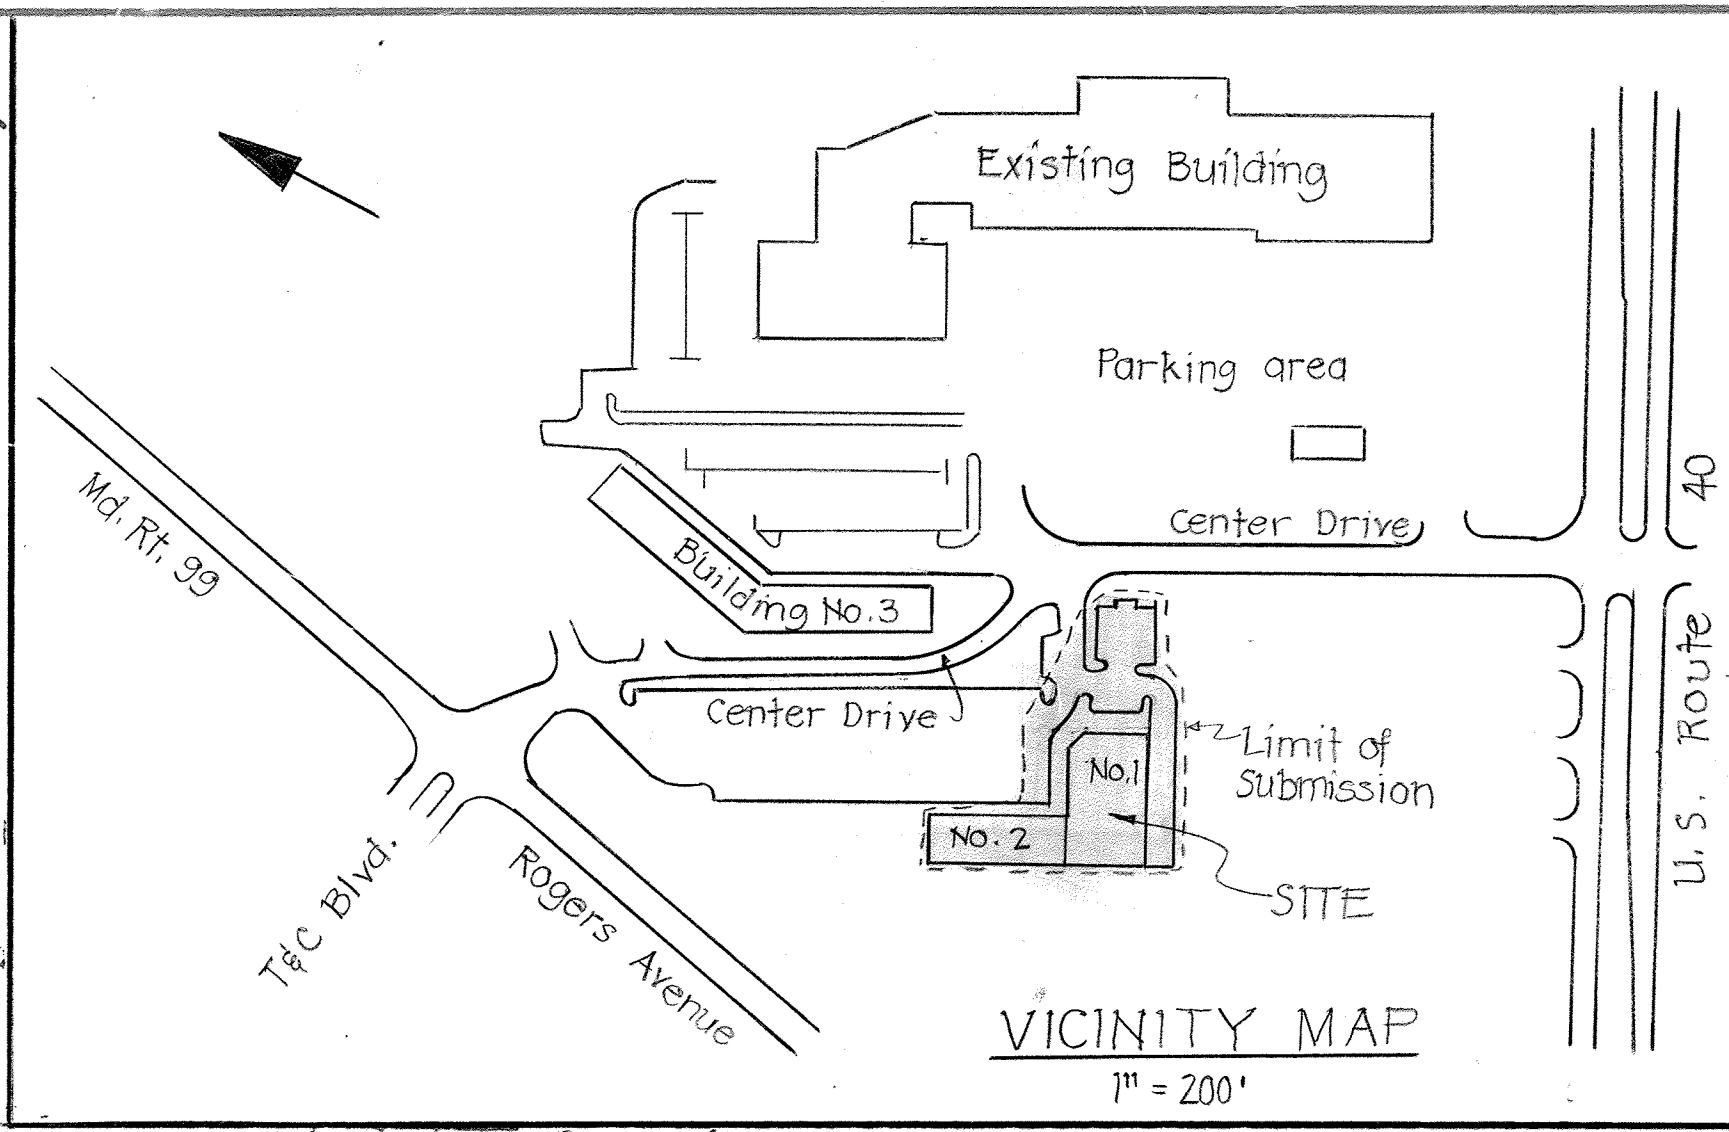 Existing Building
Parking area
Md. Rt. 99
Center Drive
U.S. Route 40
Building No.3
Center Drive
Limit of
Submission
No.1
No. 2
SITE
T&C Blvd.
Rogers Avenue
VICINITY MAP
1" = 200'